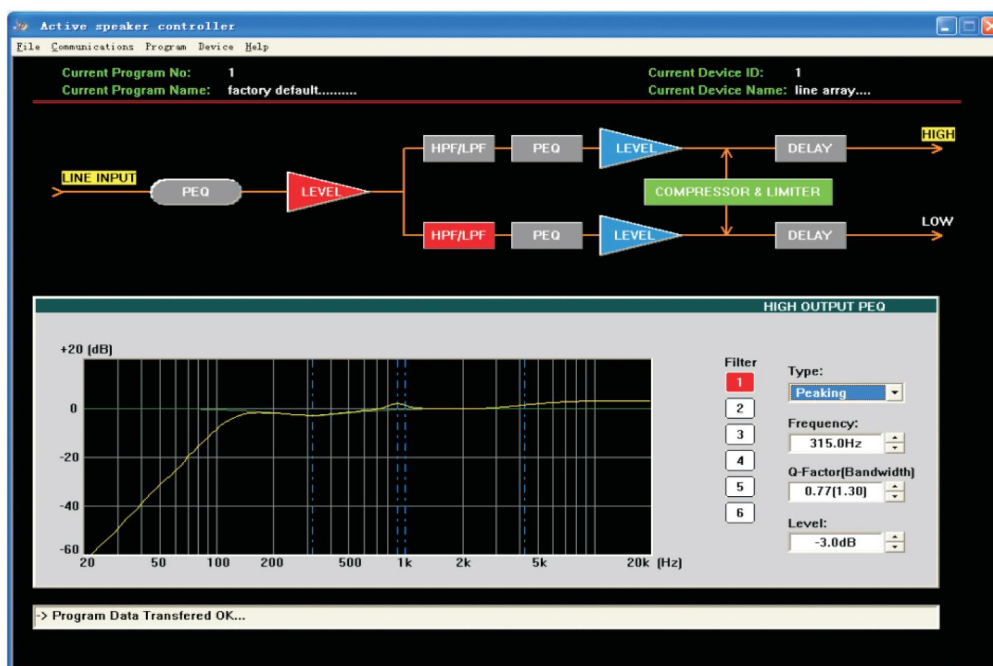 Active speaker controller
File Communications Program Device Help
Current Program No: 1
Current Device ID: 1
Current Program Name: factory default..........
Current Device Name: line array....
LINE INPUT
PEQ
LEVEL
HPF/LPF
PEQ
LEVEL
DELAY
HIGH
COMPRESSOR & LIMITER
HPF/LPF
PEQ
LEVEL
DELAY
LOW
HIGH OUTPUT PEQ
+20 (dB)
0
-20
-40
-60
20 50 100 200 500 1k 2k 5k 20k (Hz)
Filter
1
2
3
4
5
6
Type:
Peaking
Frequency:
315.0Hz
Q-Factor(Bandwidth)
0.77(1.30)
Level:
-3.0dB
-> Program Data Transfered OK...